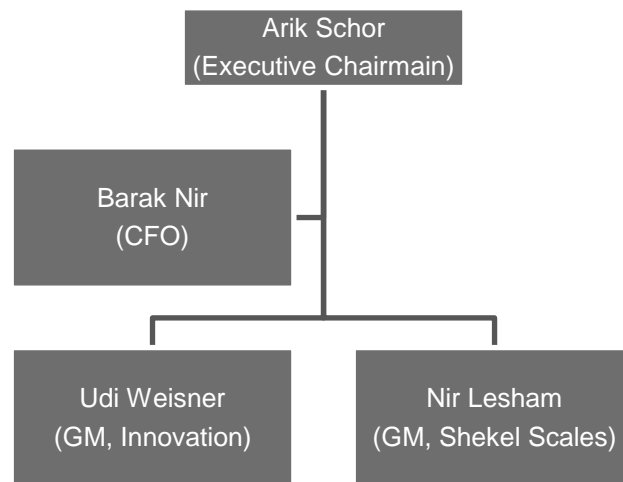 Arik Schor
(Executive Chairmain)
Barak Nir
(CFO)
Udi Weisner
(GM, Innovation)
Nir Lesham
(GM, Shekel Scales)